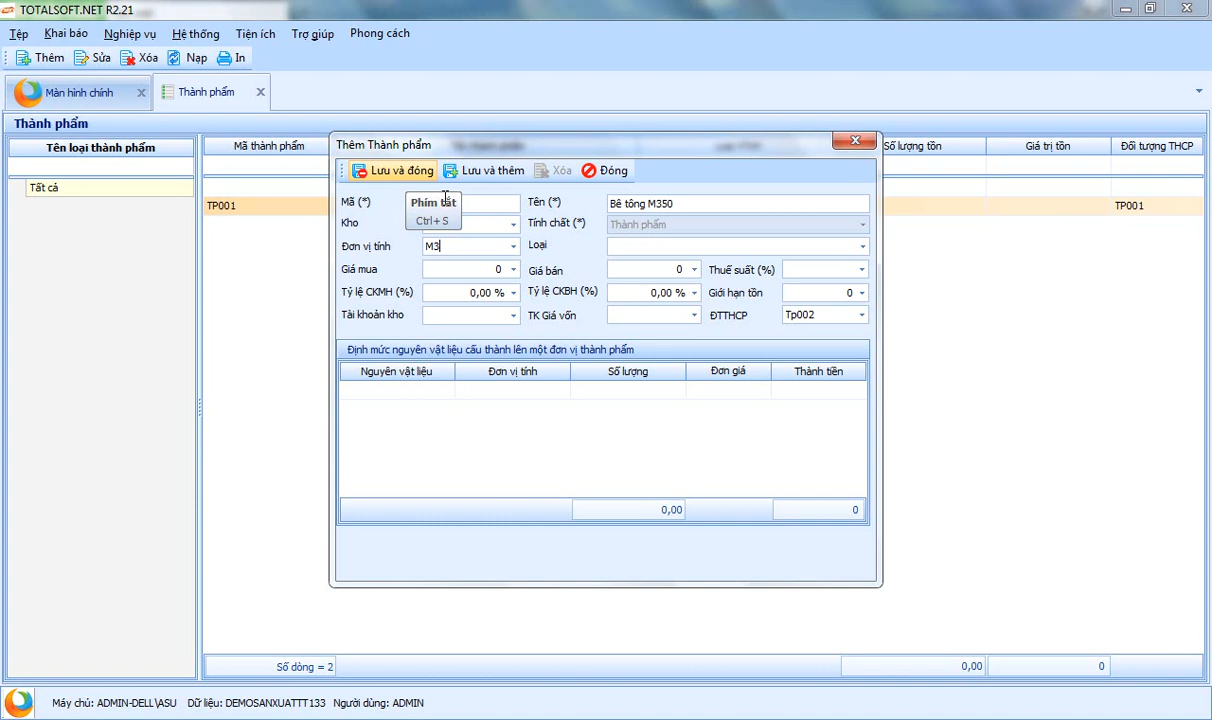 TOTALSOFT.NET R2.21
Tệp Khai báo Nghiệp vụ Hệ thống Tiện ích Trợ giúp Phong cách
Thêm Sửa Xóa Nạp In
Màn hình chính Thành phẩm
Thành phẩm
Tên loại thành phẩm Mã thành phẩm Số lượng tồn Giá trị tồn Đối tượng THCP
Tất cả
TP001 TP001
Thêm Thành phẩm
Lưu và đóng Lưu và thêm Xóa Đóng
Phím tắt
Ctrl+S
Mã (*) Tên (*) Bê tông M350
Kho Tính chất (*) Thành phẩm
Đơn vị tính M3 Loại
Giá mua 0 Giá bán 0 Thuế suất (%)
Tỷ lệ CKMH (%) 0,00 % Tỷ lệ CKBH (%) 0,00 % Giới hạn tồn 0
Tài khoản kho TK Giá vốn ĐTTHCP Tp002
Định mức nguyên vật liệu cấu thành lên một đơn vị thành phẩm
Nguyên vật liệu Đơn vị tính Số lượng Đơn giá Thành tiền
0,00 0
Số dòng = 2 0,00 0
Máy chủ: ADMIN-DELL\ASU Dữ liệu: DEMOSANXUATTT133 Người dùng: ADMIN